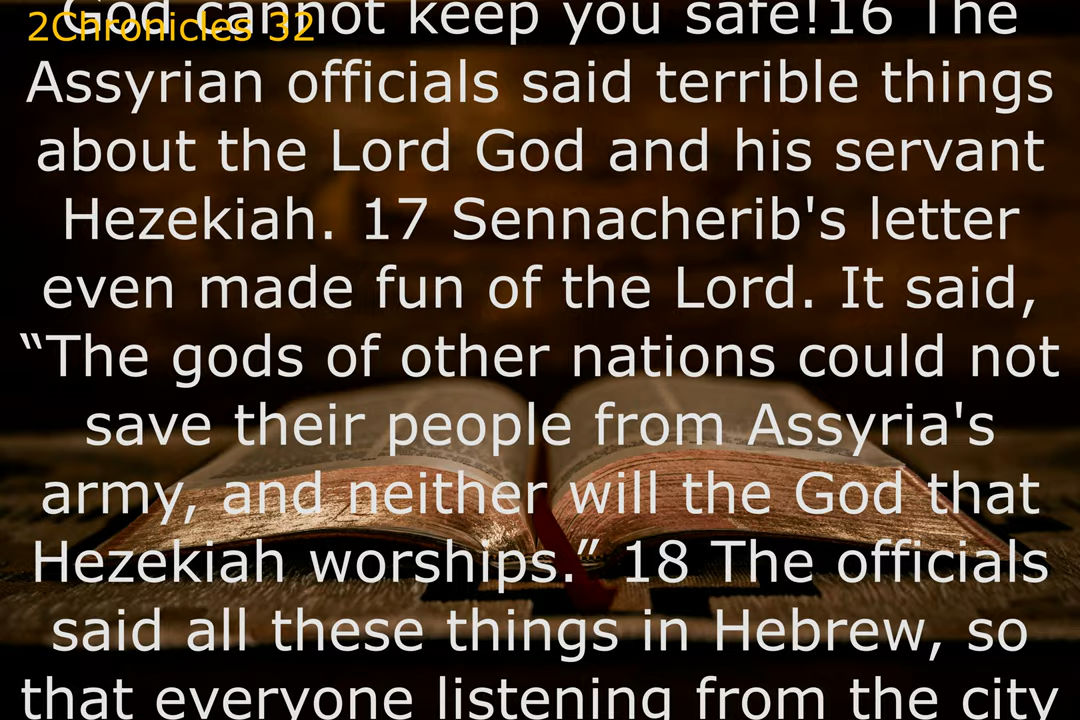 God cannot keep you safe!16 The
2Chronicles 32
Assyrian officials said terrible things
about the Lord God and his servant
Hezekiah. 17 Sennacherib's letter
even made fun of the Lord. It said,
“The gods of other nations could not
save their people from Assyria's
army, and neither will the God that
Hezekiah worships.” 18 The officials
said all these things in Hebrew, so
that everyone listening from the city